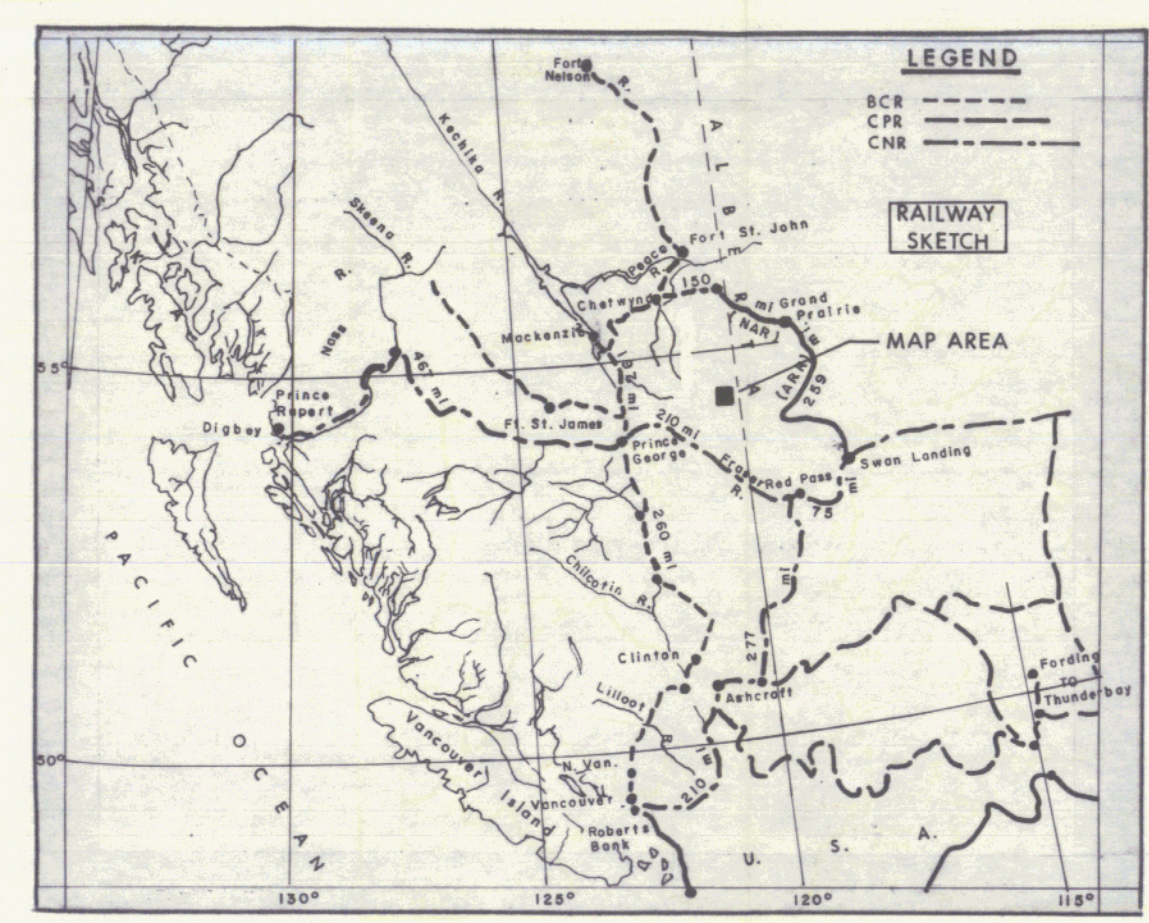 LEGEND
BCR
CPR
CNR
RAILWAY
SKETCH
MAP AREA
Fort
Nelson
R.
ALBERTA
Kechika R.
Skeena R.
Fort St. John
Peace
R.
Chetwynd
150
mi
Grand
Prairie
(NAR)
Mackenzie
mi
(ARR)
259
Nass R.
55°
467 mi
Prince
Rupert
Digbey
Ft. St. James
210 mi
Prince
George
Fraser
R.
Red Pass
Swan Landing
75
mi
260 mi
Chilcotin R.
mi
277
Clinton
Lilloot
R.
Ashcroft
Fording
TO
Thunderbay
PACIFIC
OCEAN
50°
Vancouver
Island
N. Van.
Vancouver
210
mi
Roberts
Bank
U. S. A.
130°
125°
120°
115°